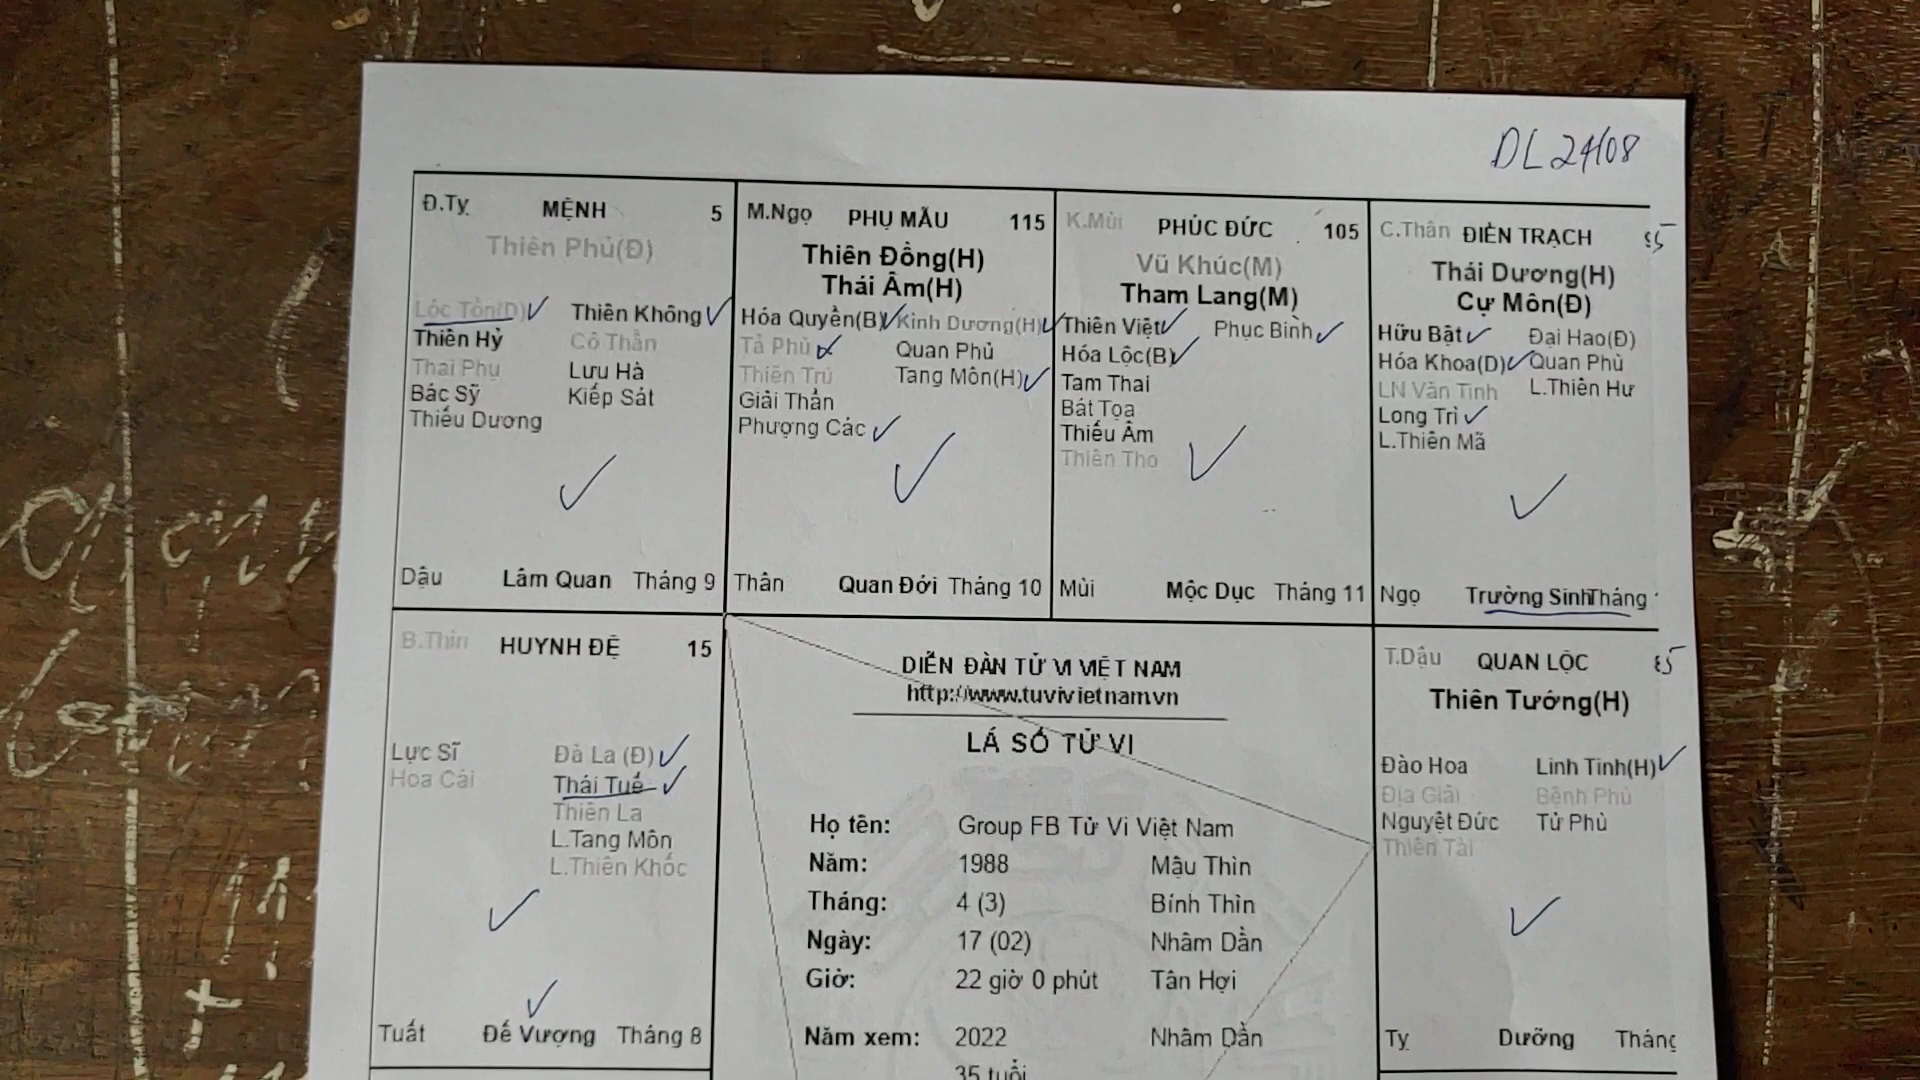 DL 24/08
Đ.Tỵ MỆNH 5
Thiên Phủ(Đ)
Lộc Tồn(D) Thiên Không
Thiên Hỷ Cô Thần
Thai Phụ Lưu Hà
Bác Sỹ Kiếp Sát
Thiếu Dương
Dậu Lâm Quan Tháng 9
M.Ngọ PHỤ MẪU 115
Thiên Đồng(H)
Thái Âm(H)
Hóa Quyền(B) Kình Dương(H)
Tả Phù Quan Phủ
Thiên Trù Tang Môn(H)
Giải Thần
Phượng Các
Thân Quan Đới Tháng 10
K.Mùi PHÚC ĐỨC 105
Vũ Khúc(M)
Tham Lang(M)
Thiên Việt Phục Binh
Hóa Lộc(B)
Tam Thai
Bát Tọa
Thiếu Âm
Thiên Thọ
Mùi Mộc Dục Tháng 11
C.Thân ĐIỀN TRẠCH
Thái Dương(H)
Cự Môn(Đ)
Hữu Bật Đại Hao(Đ)
Hóa Khoa(D) Quan Phù
LN Văn Tinh L.Thiên Hư
Long Trì
L.Thiên Mã
Ngọ Trường Sinh Tháng
B.Thìn HUYNH ĐỆ 15
Lực Sĩ Đà La (Đ)
Hoa Cái Thái Tuế
Thiên La
L.Tang Môn
L.Thiên Khốc
Tuất Đế Vượng Tháng 8
DIỄN ĐÀN TỬ VI VIỆT NAM
http://www.tuvivietnam.vn
LÁ SỐ TỬ VI
Họ tên: Group FB Tử Vi Việt Nam
Năm: 1988 Mậu Thìn
Tháng: 4 (3) Bính Thìn
Ngày: 17 (02) Nhâm Dần
Giờ: 22 giờ 0 phút Tân Hợi
Năm xem: 2022 Nhâm Dần
35 tuổi
T.Dậu QUAN LỘC
Thiên Tướng(H)
Đào Hoa Linh Tinh(H)
Địa Giải Bệnh Phù
Nguyệt Đức Tử Phù
Thiên Tài
Tỵ Dưỡng Tháng